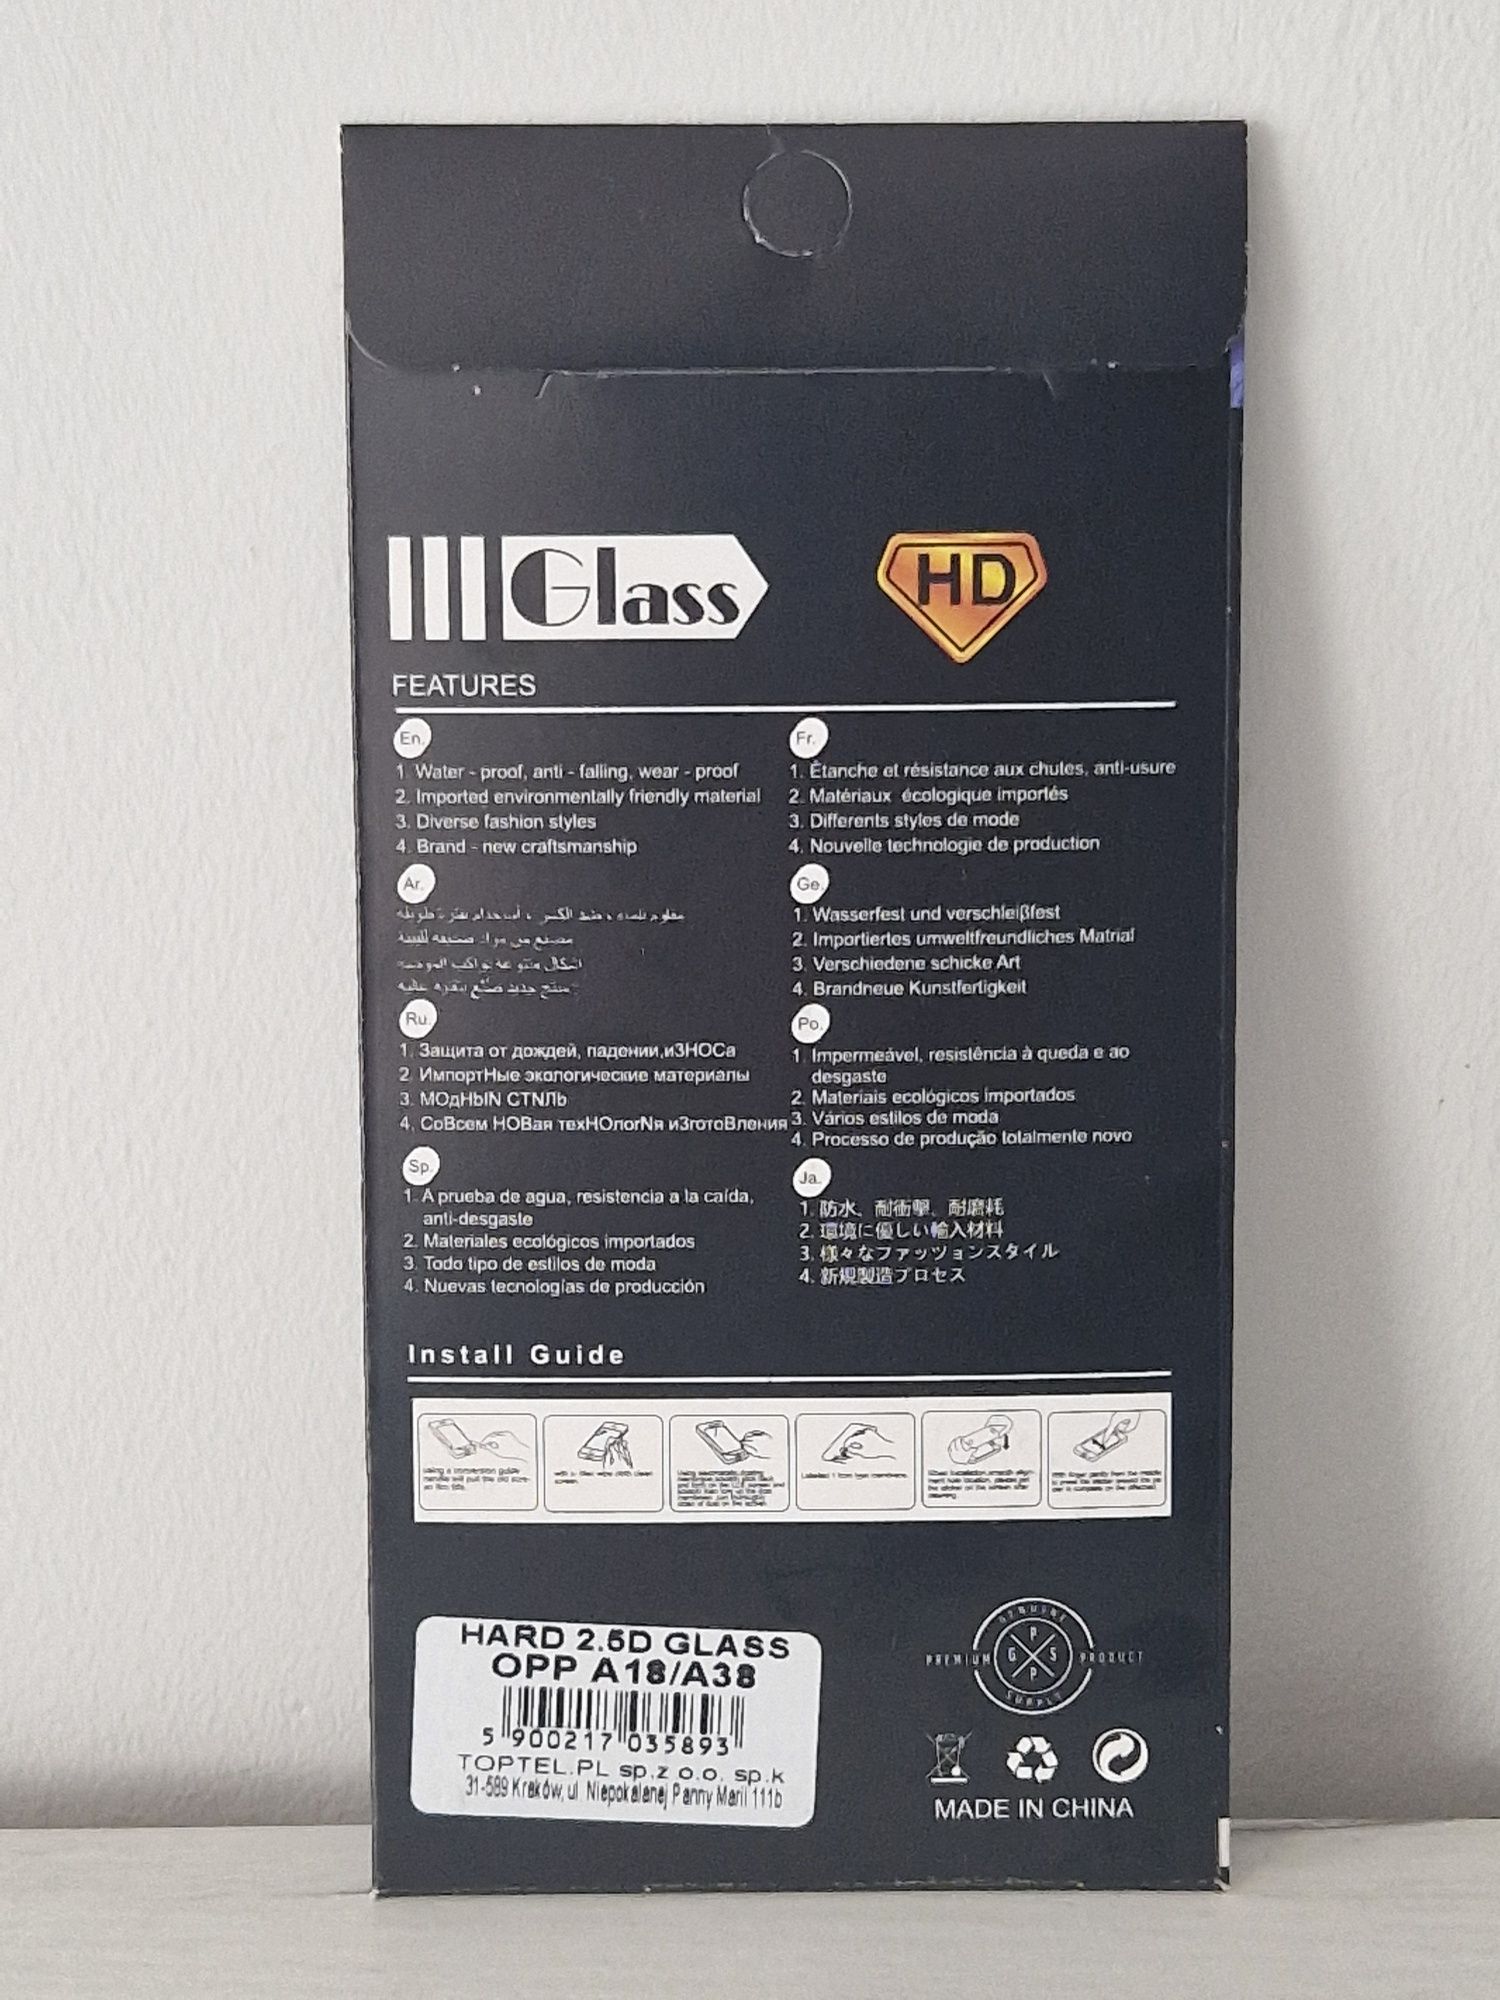 Glass
HD
FEATURES
En.
1. Water - proof, anti - falling, wear - proof
2. Imported environmentally friendly material
3. Diverse fashion styles
4. Brand - new craftsmanship
Fr.
1. Étanche et résistance aux chutes, anti-usure
2. Matériaux écologique importés
3. Differents styles de mode
4. Nouvelle technologie de production
Ar.
Ge.
1. Wasserfest und verschleißfest
2. Importiertes umweltfreundliches Matrial
3. Verschiedene schicke Art
4. Brandneue Kunstfertigkeit
Ru.
1. Защита от дождей, падении,иЗНОСа
2. ИмпортНые экологические материалы
3. МОдНЫN СТNЛЬ
4. СоВсем НОВая техНОлогNя иЗготоВления
Po.
1. Impermeável, resistência à queda e ao
desgaste
2. Materiais ecológicos importados
3. Vários estilos de moda
4. Processo de produção totalmente novo
Sp.
1. A prueba de agua, resistencia a la caída,
anti-desgaste
2. Materiales ecológicos importados
3. Todo tipo de estilos de moda
4. Nuevas tecnologías de producción
Ja.
1. 防水、耐衝撃、耐磨耗
2. 環境に優しい輸入材料
3. 様々なファッションスタイル
4. 新規製造プロセス
Install Guide
HARD 2.5D GLASS
OPP A18/A38
5 900217 035893
TOPTEL.PL sp.z o.o. sp.k
31-589 Kraków, ul. Niepokalanej Panny Marii 111b
GENUINE
PREMIUM PRODUCT
P G S P
SUPPLY
MADE IN CHINA